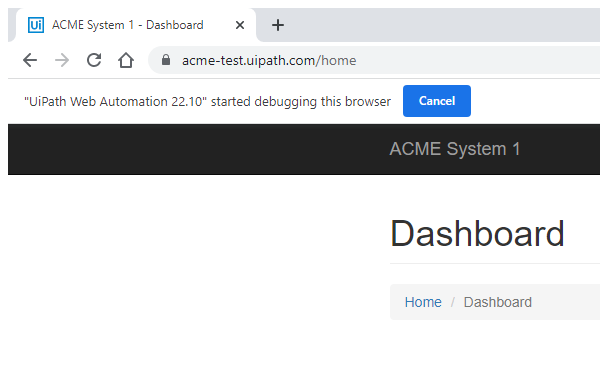 Ui ACME System 1 - Dashboard
acme-test.uipath.com/home
"UiPath Web Automation 22.10" started debugging this browser Cancel
ACME System 1
Dashboard
Home / Dashboard